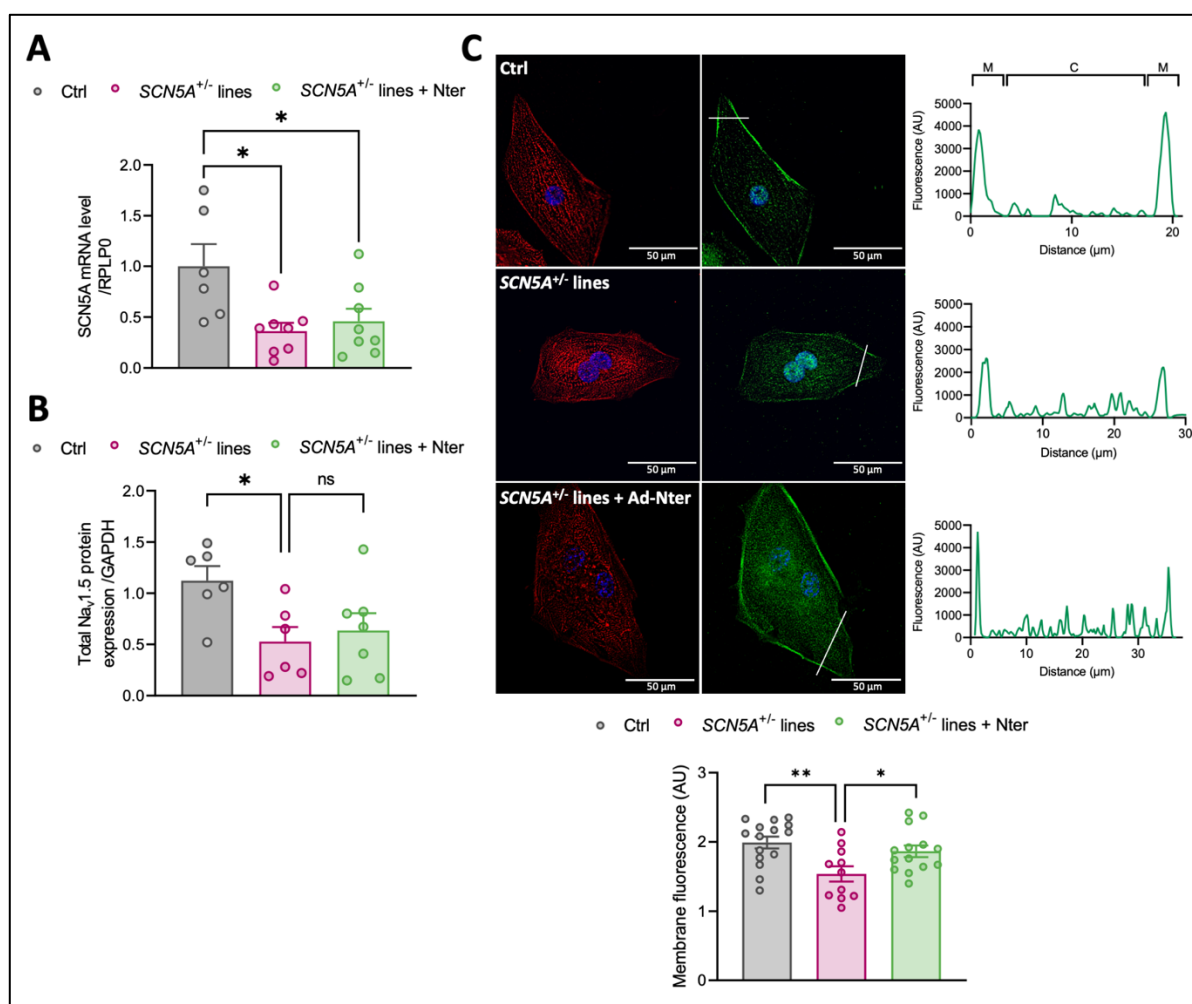 A
Ctrl SCN5A+/- lines SCN5A+/- lines + Nter
*
*
SCN5A mRNA level
/RPLP0
2.0
1.5
1.0
0.5
0.0
B
Ctrl SCN5A+/- lines SCN5A+/- lines + Nter
* ns
Total Nav1.5 protein
expression /GAPDH
2.0
1.5
1.0
0.5
0.0
C
Ctrl
50 µm 50 µm
M C M
Fluorescence (AU)
5000
4000
3000
2000
1000
0
0 10 20
Distance (µm)
SCN5A+/- lines
50 µm 50 µm
Fluorescence (AU)
5000
4000
3000
2000
1000
0
0 10 20 30
Distance (µm)
SCN5A+/- lines + Ad-Nter
50 µm 50 µm
Fluorescence (AU)
5000
4000
3000
2000
1000
0
0 10 20 30
Distance (µm)
Ctrl SCN5A+/- lines SCN5A+/- lines + Nter
** *
Membrane fluorescence (AU)
3
2
1
0